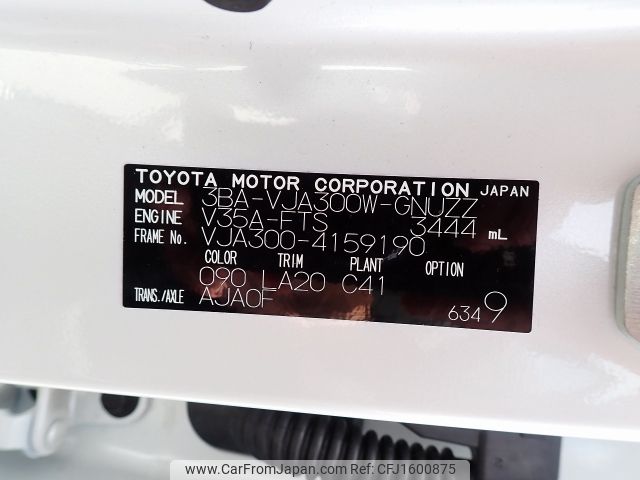 TOYOTA MOTOR CORPORATION JAPAN
MODEL 3BA-VJA300W-GNUZZ
ENGINE V35A-FTS 3444 mL
FRAME No. VJA300-4159190
COLOR TRIM PLANT OPTION
090 LA20 C41
TRANS./AXLE AJA0F
6349
www.CarFromJapan.com Ref No.CFJ1600875